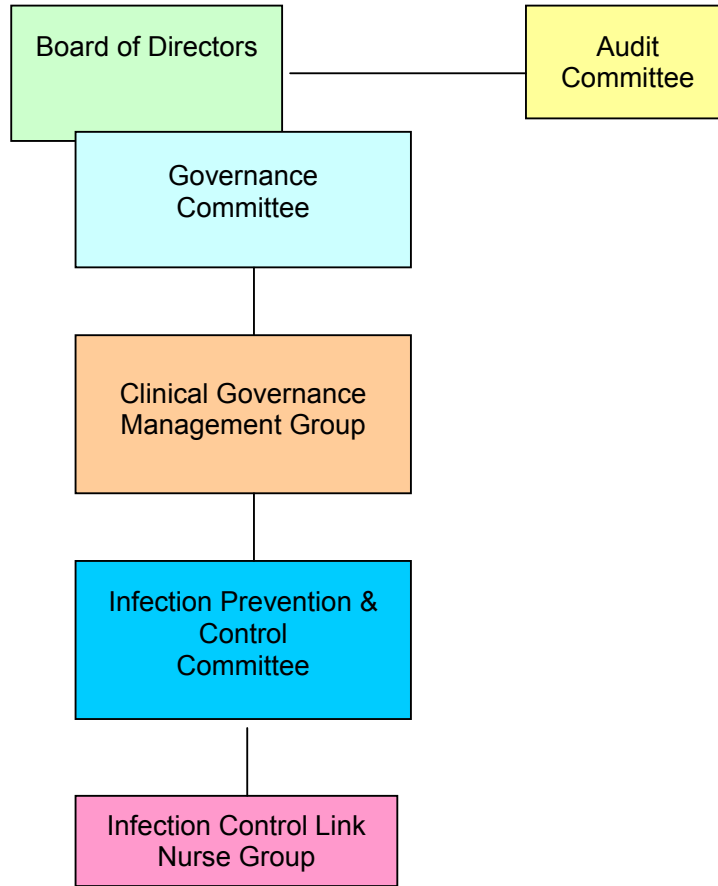 Board of Directors
Audit
Committee
Governance
Committee
Clinical Governance
Management Group
Infection Prevention &
Control
Committee
Infection Control Link
Nurse Group